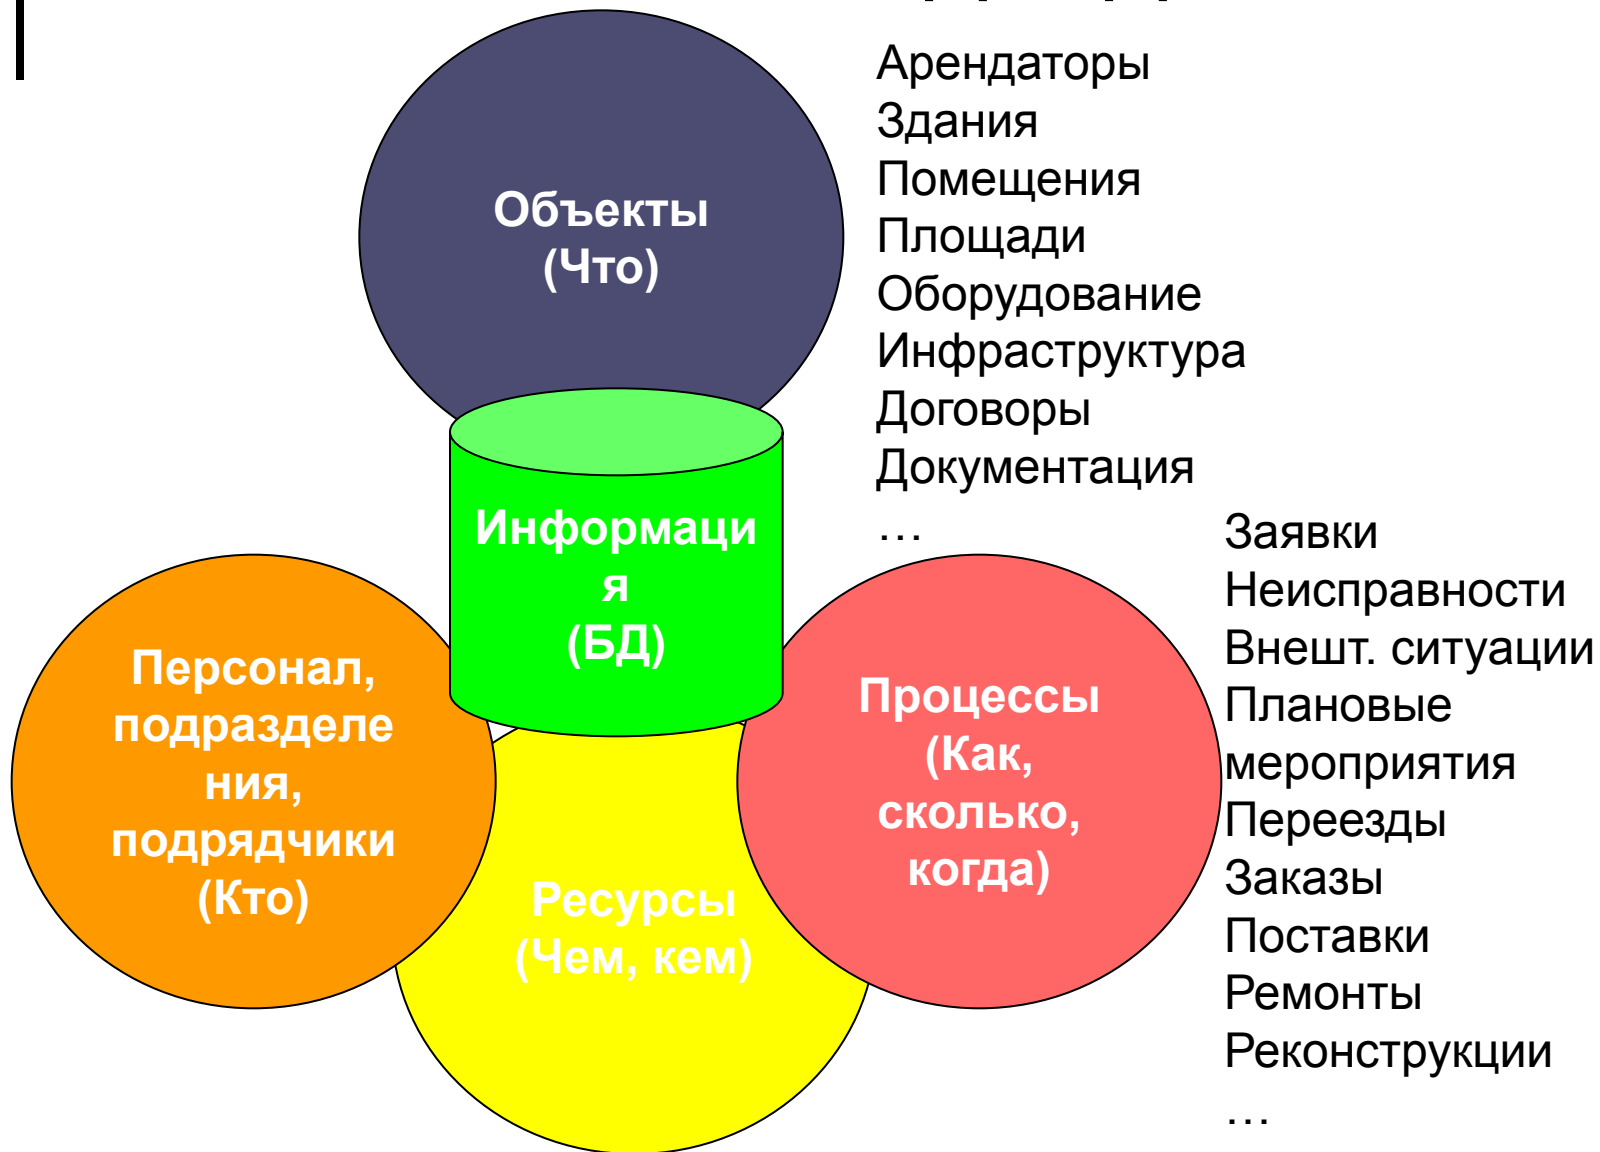 Объекты
(Что)
Арендаторы
Здания
Помещения
Площади
Оборудование
Инфраструктура
Договоры
Документация
…
Информаци
я
(БД)
Персонал,
подразделе
ния,
подрядчики
(Кто)
Процессы
(Как,
сколько,
когда)
Ресурсы
(Чем, кем)
Заявки
Неисправности
Внешт. ситуации
Плановые
мероприятия
Переезды
Заказы
Поставки
Ремонты
Реконструкции
…